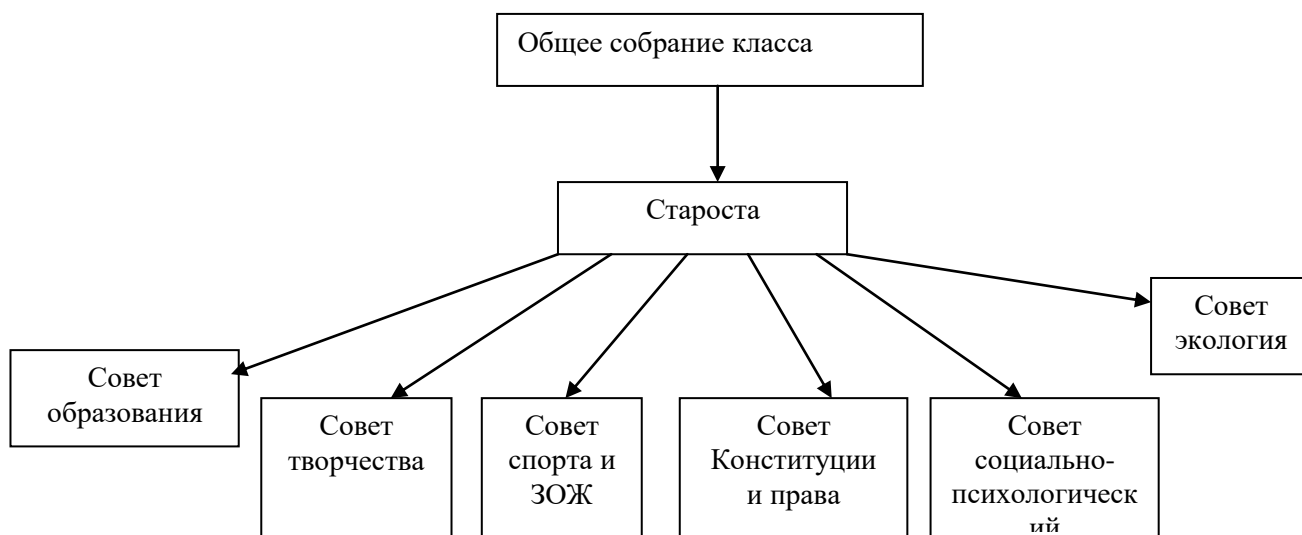 Общее собрание класса
Староста
Совет
экология
Совет
образования
Совет
творчества
Совет
спорта и
ЗОЖ
Совет
Конституции
и права
Совет
социально-
психологическ
ий